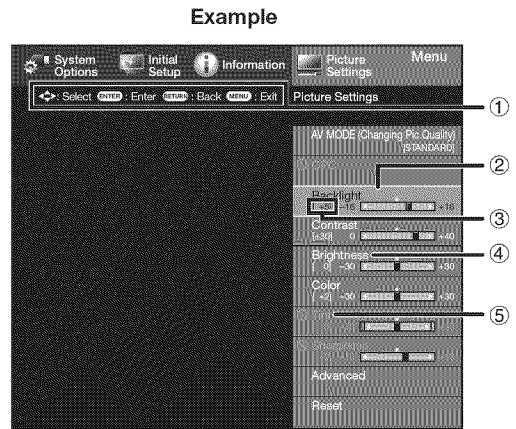 Example
System Options
Initial Setup
Information
Picture Settings
Menu
: Select ENTER : Enter RETURN : Back MENU : Exit
Picture Settings
①
AV MODE (Changing Pic.Quality)
[STANDARD]
OPC
②
Backlight
−16 +16
③
Contrast
[+30] 0 +40
Brightness
④
[ 0] −30 +30
Color
[ +2] −30 +30
⑤
Advanced
Reset